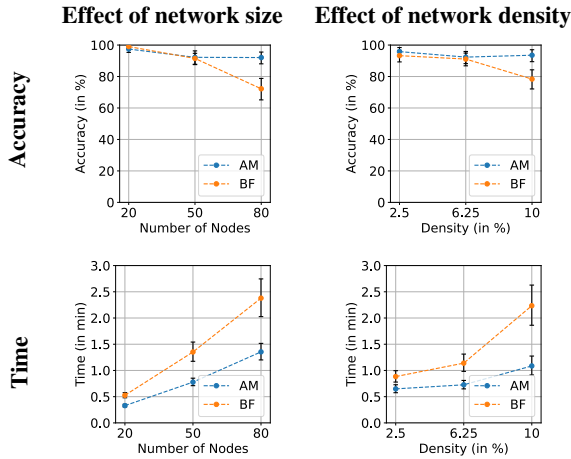 Effect of network size
Effect of network density
Accuracy
Accuracy (in %)
100
80
60
40
20
0
AM
BF
20
50
80
Number of Nodes
Accuracy (in %)
100
80
60
40
20
0
AM
BF
2.5
6.25
10
Density (in %)
Time
Time (in min)
3.0
2.5
2.0
1.5
1.0
0.5
0.0
AM
BF
20
50
80
Number of Nodes
Time (in min)
3.0
2.5
2.0
1.5
1.0
0.5
0.0
AM
BF
2.5
6.25
10
Density (in %)